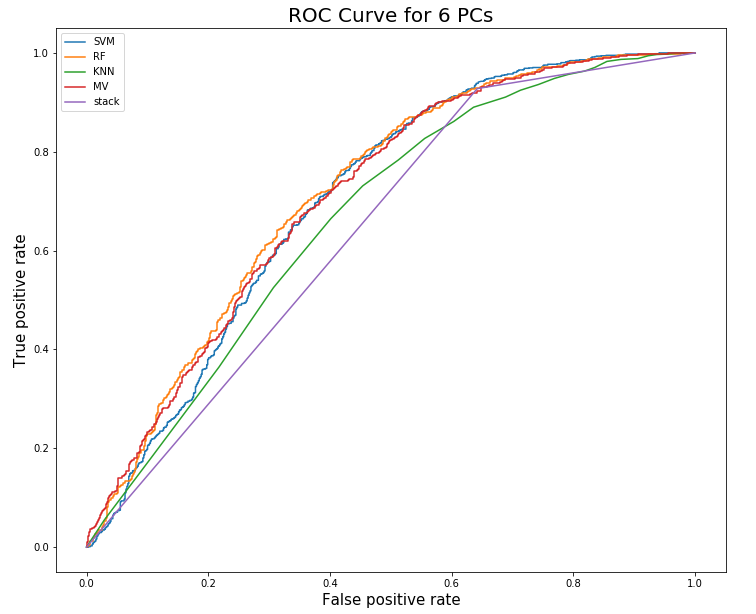 ROC Curve for 6 PCs
SVM
RF
KNN
MV
stack
True positive rate
1.0
0.8
0.6
0.4
0.2
0.0
0.0 0.2 0.4 0.6 0.8 1.0
False positive rate